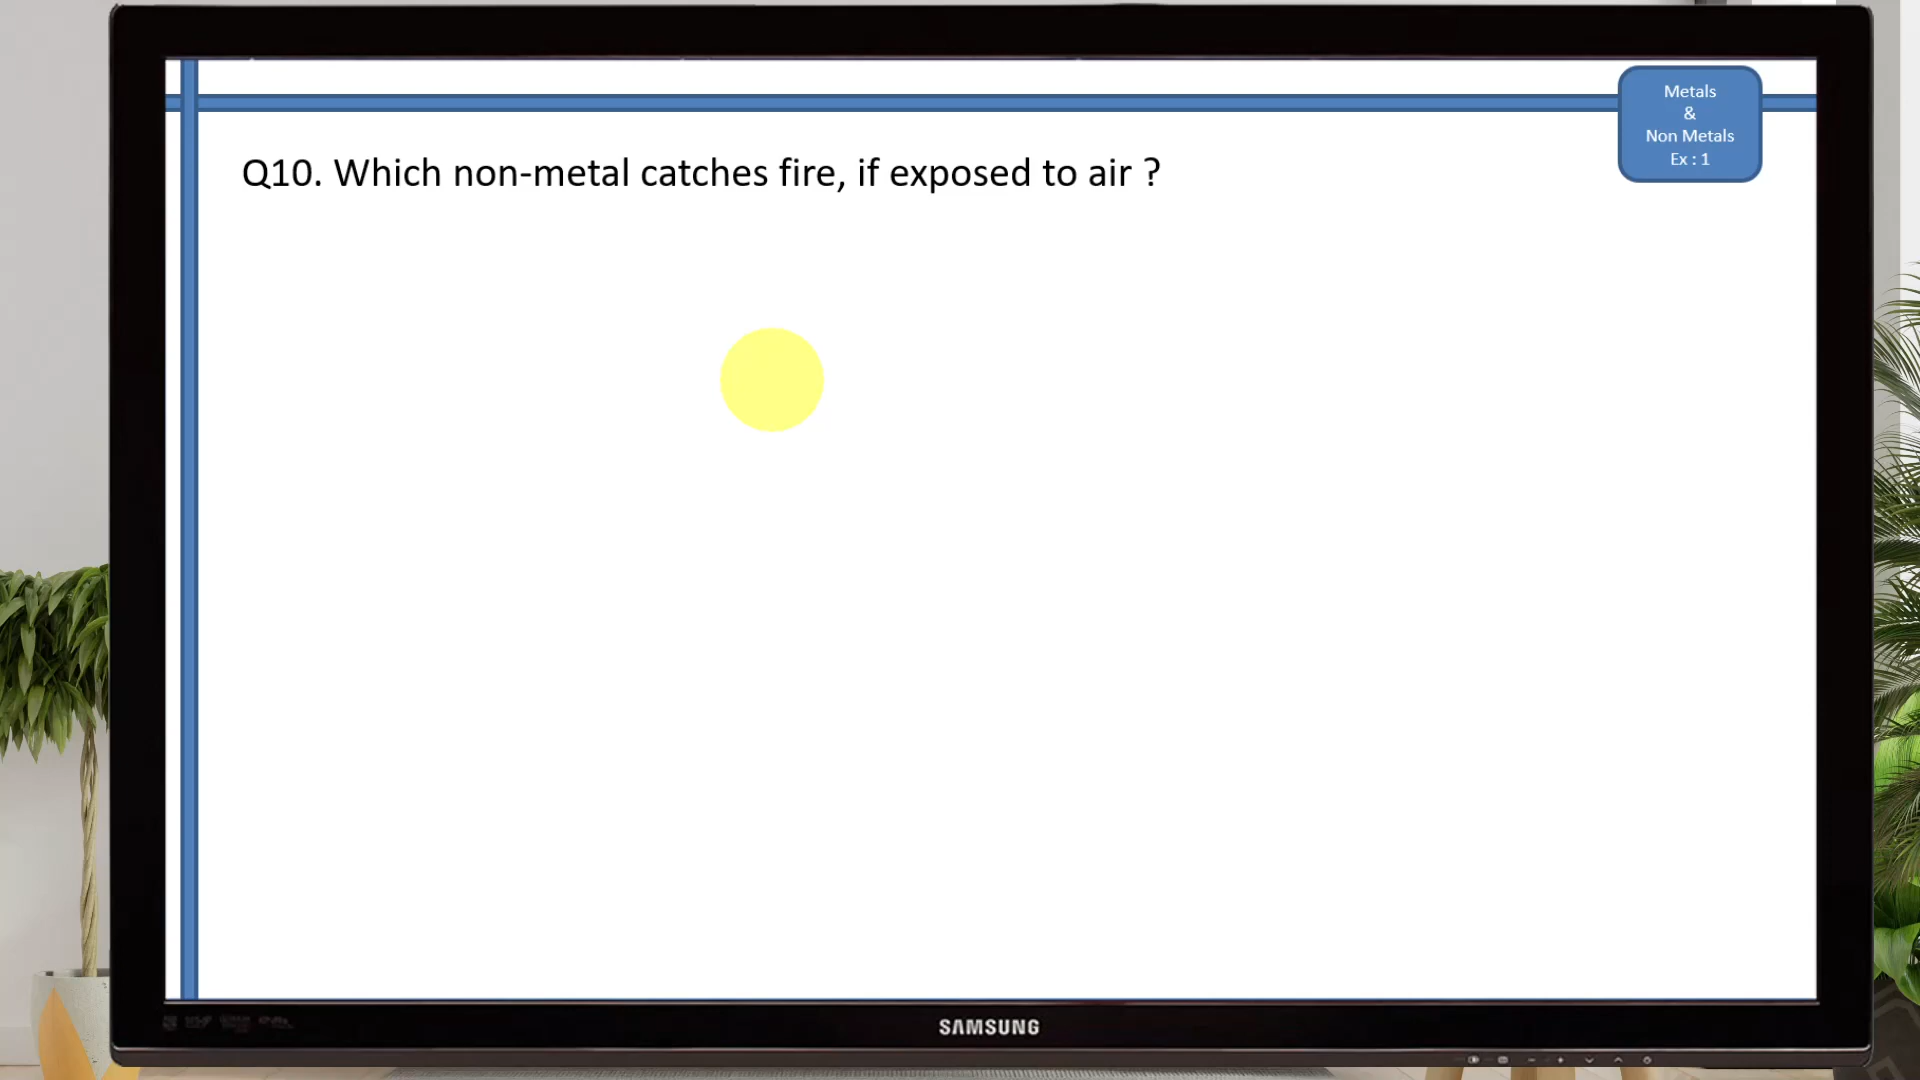 Metals
&
Non Metals
Ex : 1
Q10. Which non-metal catches fire, if exposed to air ?
SAMSUNG